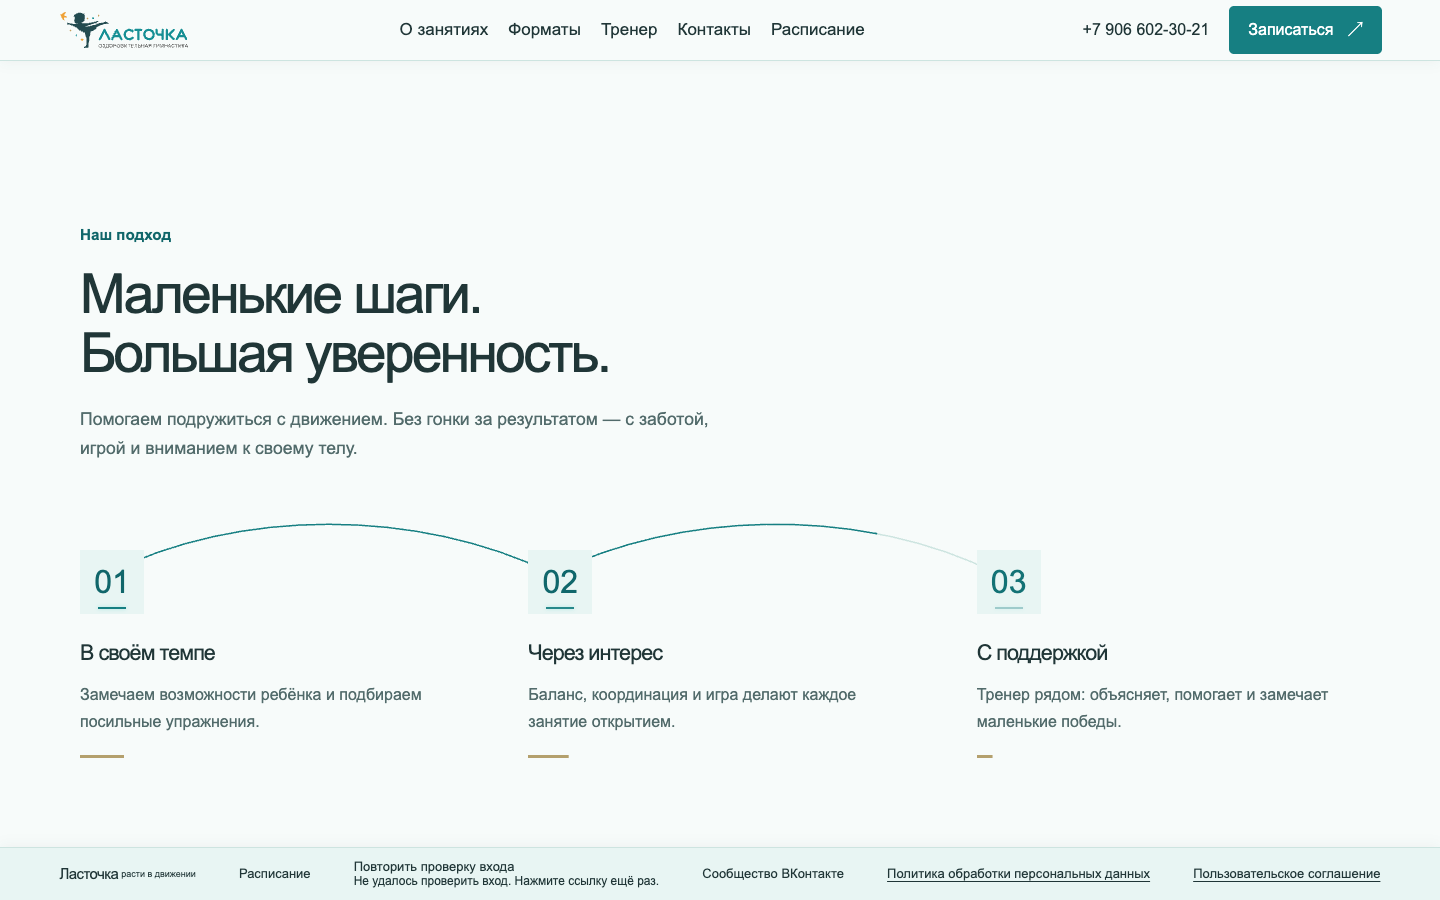 ЛАСТОЧКА
ОЗДОРОВИТЕЛЬНАЯ ГИМНАСТИКА
О занятиях
Форматы
Тренер
Контакты
Расписание
+7 906 602-30-21
Записаться
Наш подход
Маленькие шаги.
Большая уверенность.
Помогаем подружиться с движением. Без гонки за результатом — с заботой,
игрой и вниманием к своему телу.
01
В своём темпе
Замечаем возможности ребёнка и подбираем
посильные упражнения.
02
Через интерес
Баланс, координация и игра делают каждое
занятие открытием.
03
С поддержкой
Тренер рядом: объясняет, помогает и замечает
маленькие победы.
Ласточка расти в движении
Расписание
Повторить проверку входа
Не удалось проверить вход. Нажмите ссылку ещё раз.
Сообщество ВКонтакте
Политика обработки персональных данных
Пользовательское соглашение